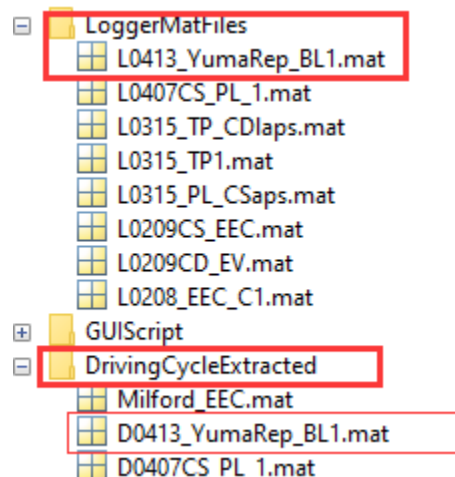 LoggerMatFiles
L0413_YumaRep_BL1.mat
L0407CS_PL_1.mat
L0315_TP_CDlaps.mat
L0315_TP1.mat
L0315_PL_CSaps.mat
L0209CS_EEC.mat
L0209CD_EV.mat
L0208_EEC_C1.mat
GUIScript
DrivingCycleExtracted
Milford_EEC.mat
D0413_YumaRep_BL1.mat
D0407CS_PL_1.mat